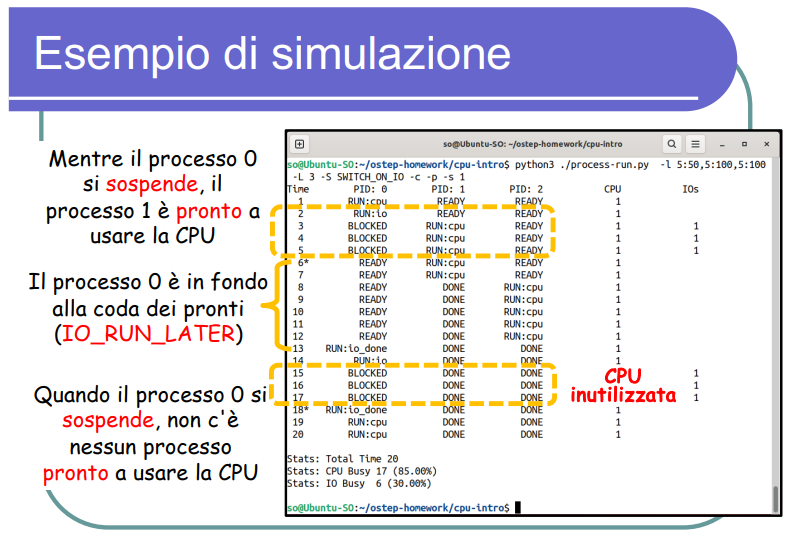 Esempio di simulazione
Mentre il processo 0
si sospende, il
processo 1 è pronto a
usare la CPU
Il processo 0 è in fondo
alla coda dei pronti
(IO_RUN_LATER)
Quando il processo 0 si
sospende, non c'è
nessun processo
pronto a usare la CPU
so@Ubuntu-SO: ~/ostep-homework/cpu-intro
so@Ubuntu-SO:~/ostep-homework/cpu-intro$ python3 ./process-run.py -l 5:50,5:100,5:100
-L 3 -S SWITCH_ON_IO -c -p -s 1
Time PID: 0 PID: 1 PID: 2 CPU IOs
1 RUN:cpu READY READY 1
2 RUN:io READY READY 1
3 BLOCKED RUN:cpu READY 1 1
4 BLOCKED RUN:cpu READY 1 1
5 BLOCKED RUN:cpu READY 1 1
6* READY RUN:cpu READY 1
7 READY RUN:cpu READY 1
8 READY DONE RUN:cpu 1
9 READY DONE RUN:cpu 1
10 READY DONE RUN:cpu 1
11 READY DONE RUN:cpu 1
12 READY DONE RUN:cpu 1
13 RUN:io_done DONE DONE 1
14 RUN:io DONE DONE 1
15 BLOCKED DONE DONE 1
16 BLOCKED DONE DONE 1
17 BLOCKED DONE DONE 1
18* RUN:io_done DONE DONE 1
19 RUN:cpu DONE DONE 1
20 RUN:cpu DONE DONE 1
CPU
inutilizzata
Stats: Total Time 20
Stats: CPU Busy 17 (85.00%)
Stats: IO Busy 6 (30.00%)
so@Ubuntu-SO:~/ostep-homework/cpu-intro$